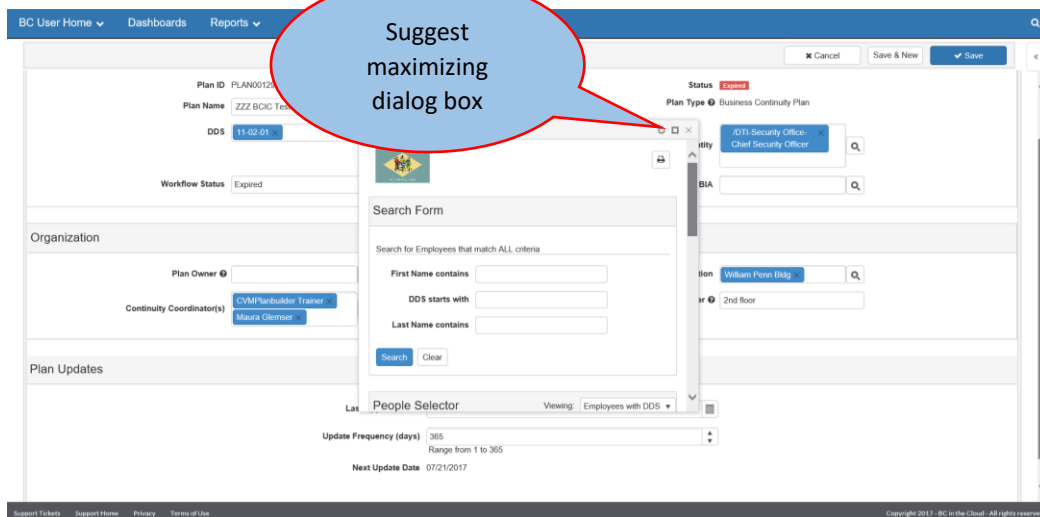 BC User Home Dashboards Reports
Suggest
maximizing
dialog box
Cancel Save & New Save
Plan ID PLAN00129
Status Expired
Plan Name ZZZ BCIC Tes
Plan Type Business Continuity Plan
DDS 11-02-01 ×
tity /DTI-Security Office- ×
Chief Security Officer
Workflow Status Expired
BIA
Search Form
Search for Employees that match ALL criteria
First Name contains
DDS starts with
Last Name contains
Search Clear
People Selector Viewing: Employees with DDS
Organization
Plan Owner
tion William Penn Bldg ×
Continuity Coordinator(s) CVMPlanbuilder Trainer ×
Maura Glemser ×
r 2nd floor
Plan Updates
Las
Update Frequency (days) 365
Range from 1 to 365
Next Update Date 07/21/2017
Support Tickets Support Home Privacy Terms of Use
Copyright 2017 - BC in the Cloud - All rights reserve